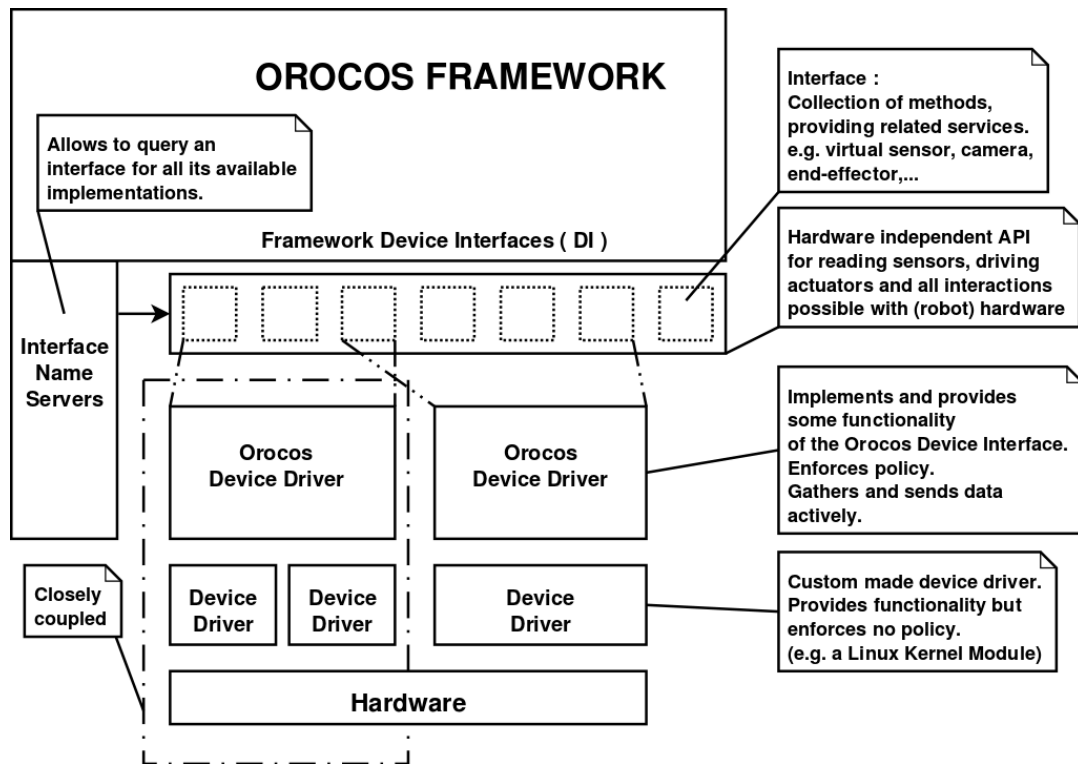 OROCOS FRAMEWORK
Allows to query an
interface for all its available
implementations.
Framework Device Interfaces ( DI )
Interface :
Collection of methods,
providing related services.
e.g. virtual sensor, camera,
end-effector,...
Hardware independent API
for reading sensors, driving
actuators and all interactions
possible with (robot) hardware
Interface
Name
Servers
Orocos
Device Driver
Orocos
Device Driver
Implements and provides
some functionality
of the Orocos Device Interface.
Enforces policy.
Gathers and sends data
actively.
Closely
coupled
Device
Driver
Device
Driver
Device
Driver
Custom made device driver.
Provides functionality but
enforces no policy.
(e.g. a Linux Kernel Module)
Hardware